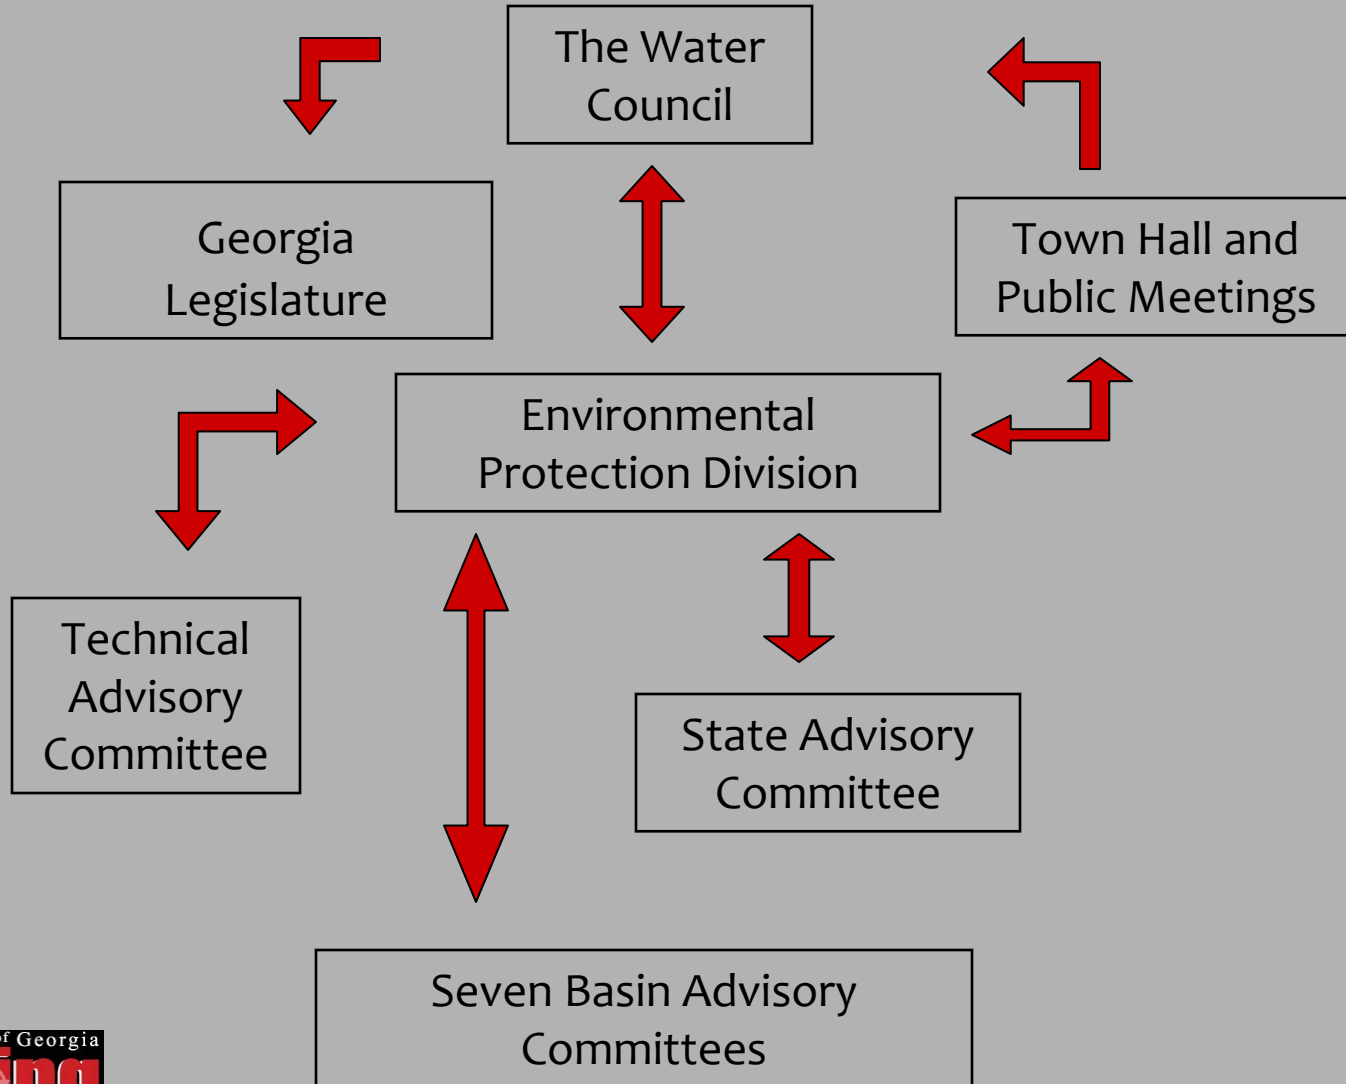 The Water
Council
Georgia
Legislature
Town Hall and
Public Meetings
Environmental
Protection Division
Technical
Advisory
Committee
State Advisory
Committee
Seven Basin Advisory
Committees
of Georgia